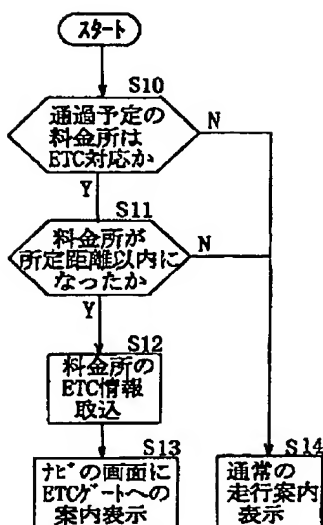 スタート
S10
通過予定の
料金所は
ETC対応か
N
Y
S11
料金所が
所定距離以内に
なったか
N
Y
S12
料金所の
ETC情報
取込
S13
ナビの画面に
ETCゲートへの
案内表示
S14
通常の
走行案内
表示